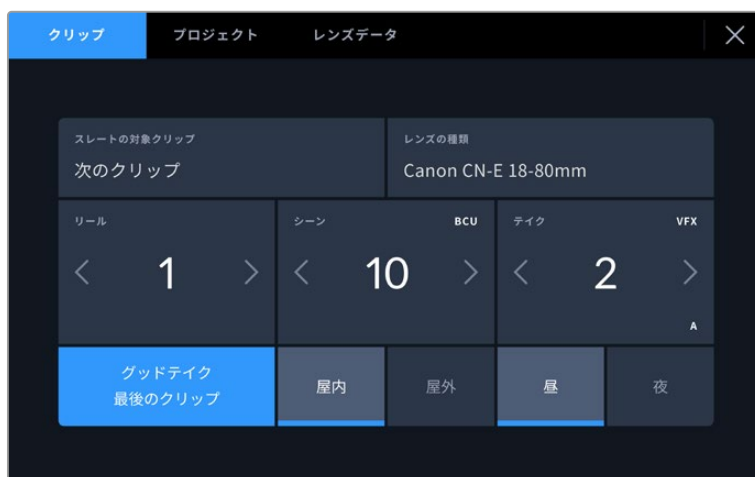 クリップ
プロジェクト
レンズデータ
スレートの対象クリップ
次のクリップ
レンズの種類
Canon CN-E 18-80mm
リール
1
シーン
BCU
10
テイク
VFX
2
A
グッドテイク
最後のクリップ
屋内
屋外
昼
夜